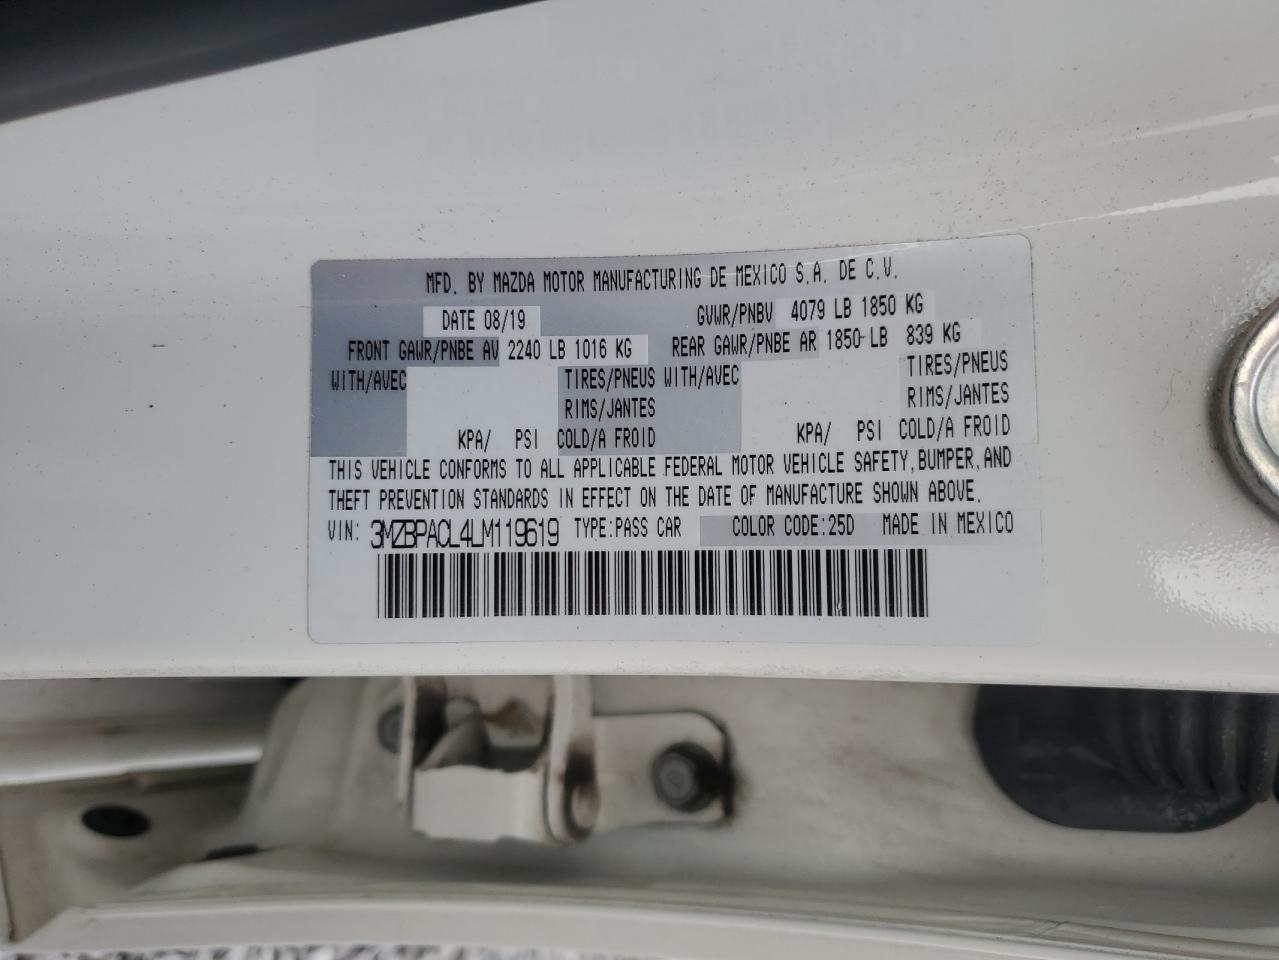 MFD. BY MAZDA MOTOR MANUFACTURING DE MEXICO S.A. DE C.V.
DATE 08/19 GVWR/PNBV 4079 LB 1850 KG
FRONT GAWR/PNBE AV 2240 LB 1016 KG REAR GAWR/PNBE AR 1850 LB 839 KG
WITH/AVEC TIRES/PNEUS WITH/AVEC TIRES/PNEUS
RIMS/JANTES RIMS/JANTES
KPA/ PSI COLD/A FROID KPA/ PSI COLD/A FROID
THIS VEHICLE CONFORMS TO ALL APPLICABLE FEDERAL MOTOR VEHICLE SAFETY, BUMPER, AND
THEFT PREVENTION STANDARDS IN EFFECT ON THE DATE OF MANUFACTURE SHOWN ABOVE.
VIN: 3MZBPACL4LM119619 TYPE:PASS CAR COLOR CODE:25D MADE IN MEXICO